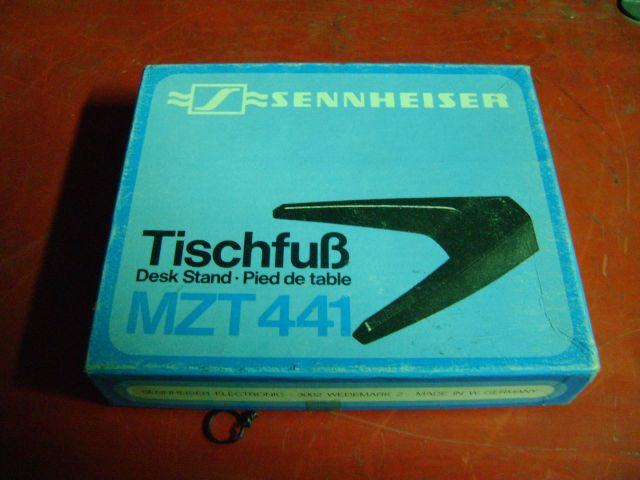 SENNHEISER
Tischfuß
Desk Stand · Pied de table
MZT 441
SENNHEISER ELECTRONIC · 3002 WEDEMARK 2 · MADE IN W. GERMANY